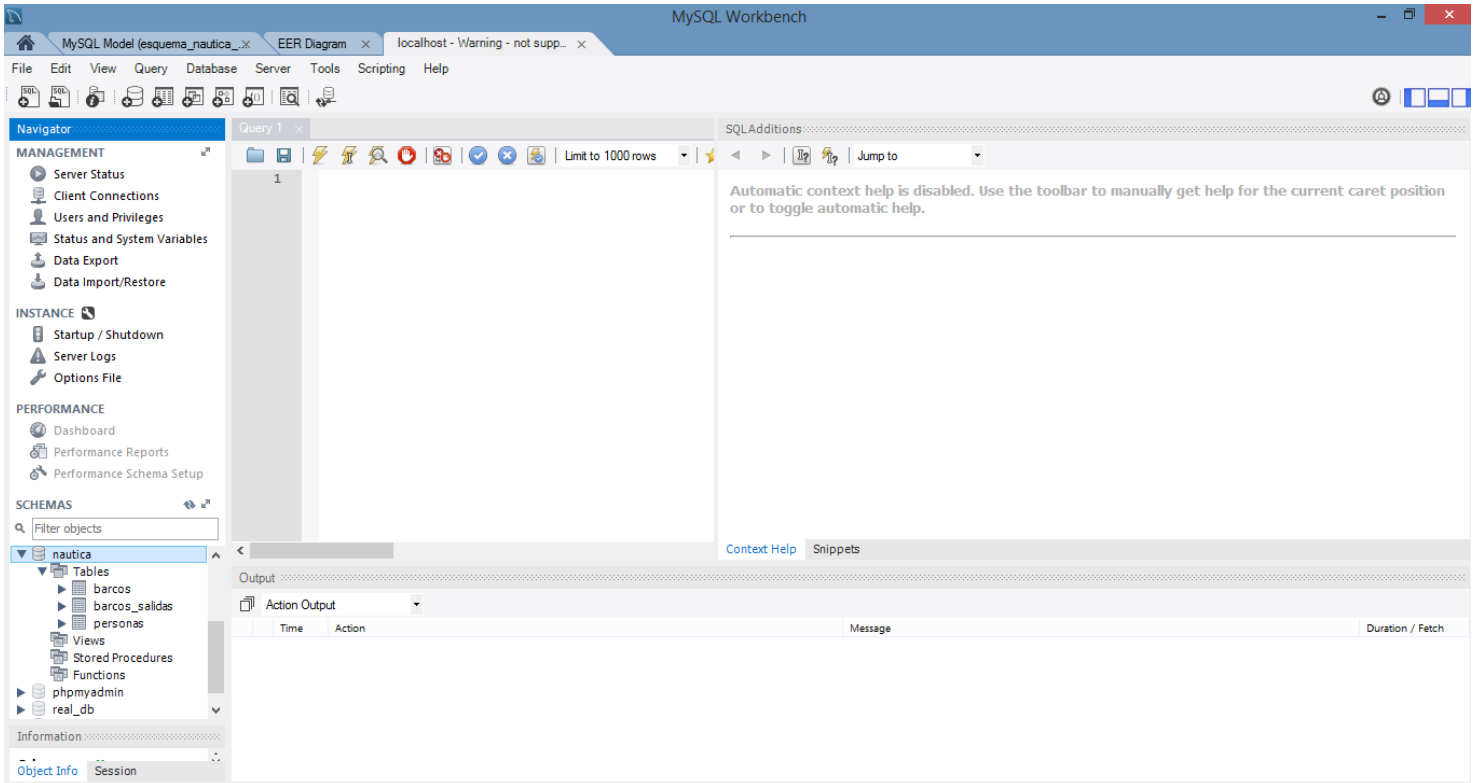 MySQL Workbench
MySQL Model (esquema_nautica_..
EER Diagram
localhost - Warning - not supp...
File Edit View Query Database Server Tools Scripting Help
Navigator
MANAGEMENT
Server Status
Client Connections
Users and Privileges
Status and System Variables
Data Export
Data Import/Restore
INSTANCE
Startup / Shutdown
Server Logs
Options File
PERFORMANCE
Dashboard
Performance Reports
Performance Schema Setup
SCHEMAS
Filter objects
nautica
Tables
barcos
barcos_salidas
personas
Views
Stored Procedures
Functions
phpmyadmin
real_db
Information
Object Info Session
Query 1
Limit to 1000 rows
1
SQLAdditions
Jump to
Automatic context help is disabled. Use the toolbar to manually get help for the current caret position
or to toggle automatic help.
Context Help Snippets
Output
Action Output
Time Action Message Duration / Fetch